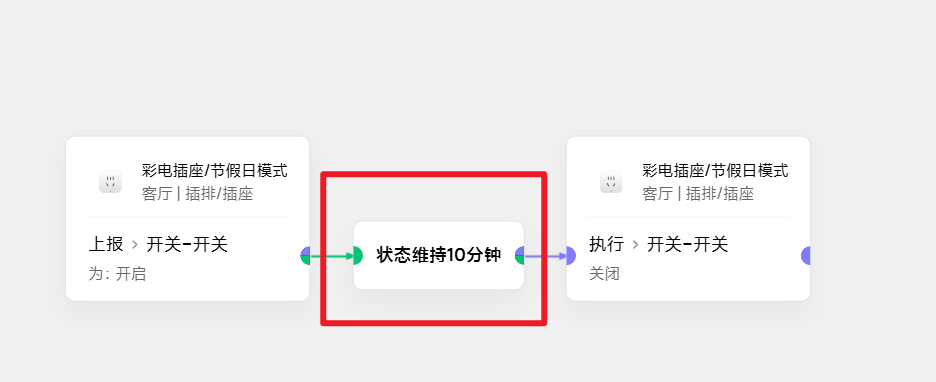 彩电插座/节假日模式
客厅 | 插排/插座
上报 › 开关-开关
为: 开启
状态维持10分钟
彩电插座/节假日模式
客厅 | 插排/插座
执行 › 开关-开关
关闭